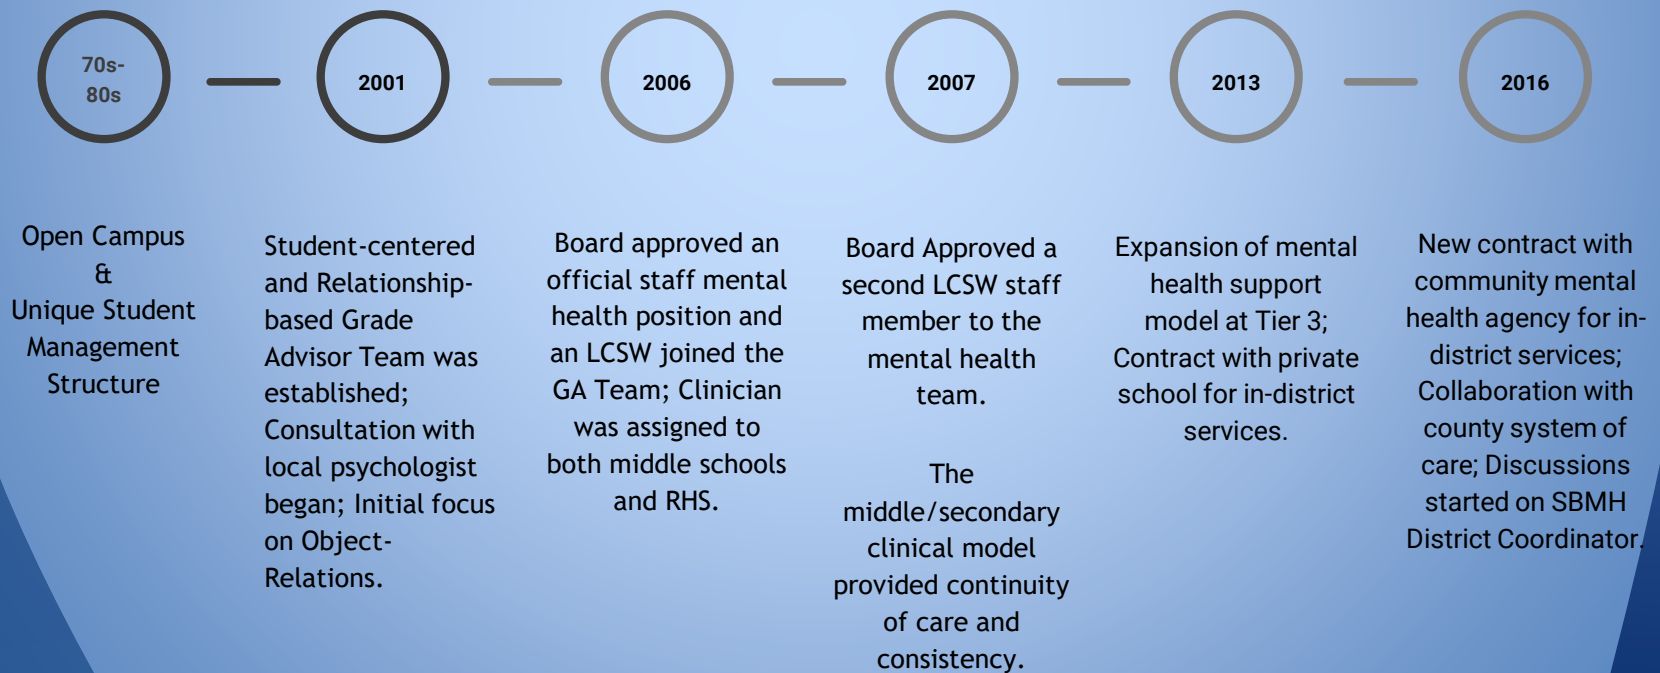 70s-
80s
2001
2006
2007
2013
2016
Open Campus
&
Unique Student
Management
Structure
Student-centered
and Relationship-
based Grade
Advisor Team was
established;
Consultation with
local psychologist
began; Initial focus
on Object-
Relations.
Board approved an
official staff mental
health position and
an LCSW joined the
GA Team; Clinician
was assigned to
both middle schools
and RHS.
Board Approved a
second LCSW staff
member to the
mental health
team.
The
middle/secondary
clinical model
provided continuity
of care and
consistency.
Expansion of mental
health support
model at Tier 3;
Contract with private
school for in-district
services.
New contract with
community mental
health agency for in-
district services;
Collaboration with
county system of
care; Discussions
started on SBMH
District Coordinator.